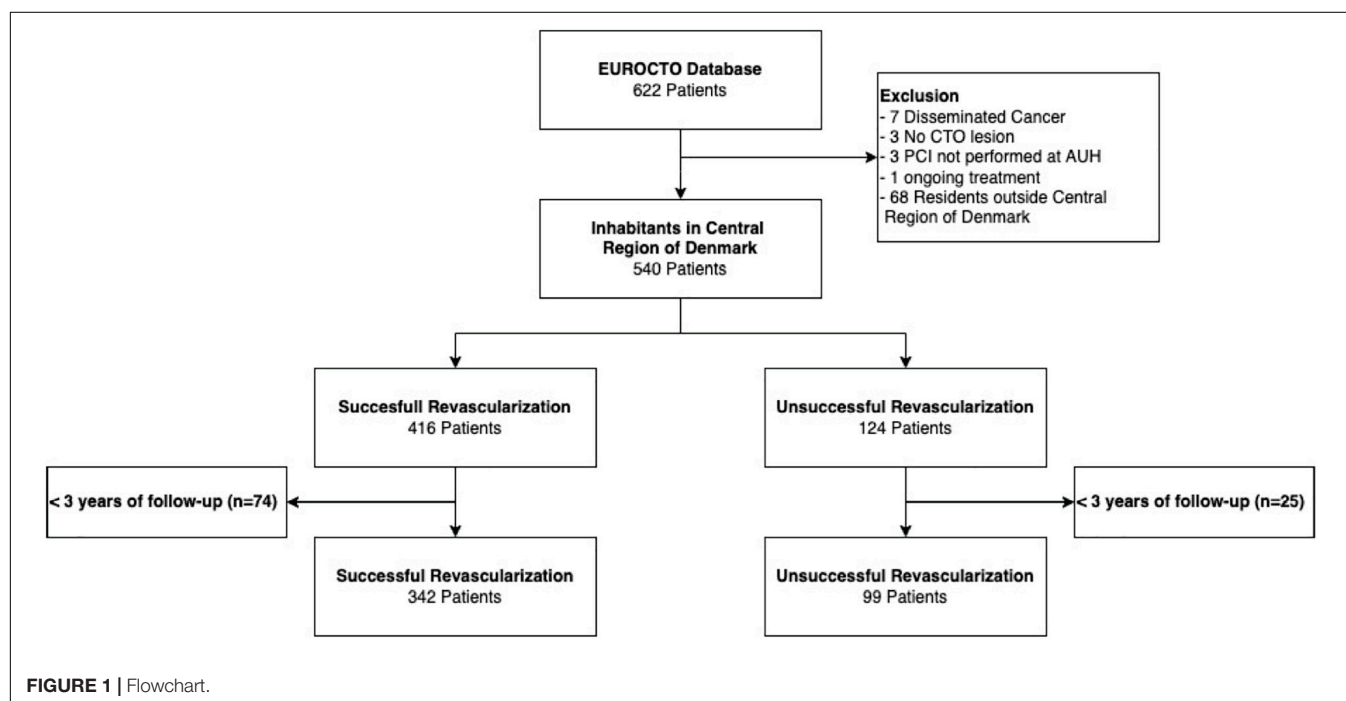 EUROCTO Database
622 Patients
Exclusion
- 7 Disseminated Cancer
- 3 No CTO lesion
- 3 PCI not performed at AUH
- 1 ongoing treatment
- 68 Residents outside Central
Region of Denmark
Inhabitants in Central
Region of Denmark
540 Patients
Succesfull Revascularization
416 Patients
Unsuccessful Revascularization
124 Patients
< 3 years of follow-up (n=74)
< 3 years of follow-up (n=25)
Successful Revascularization
342 Patients
Unsuccessful Revascularization
99 Patients
FIGURE 1 | Flowchart.